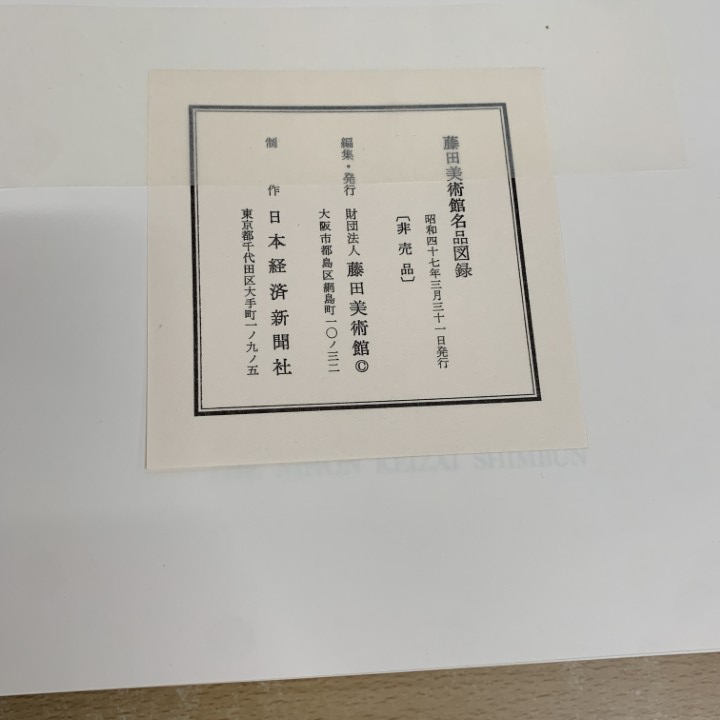 藤田美術館名品図録
昭和四十七年三月三十一日発行
〔非売品〕
編集・発行 財団法人 藤田美術館©
大阪市都島区網島町一〇ノ三二
制作 日本経済新聞社
東京都千代田区大手町一ノ九ノ五
NIHON KEIZAI SHIMBUN